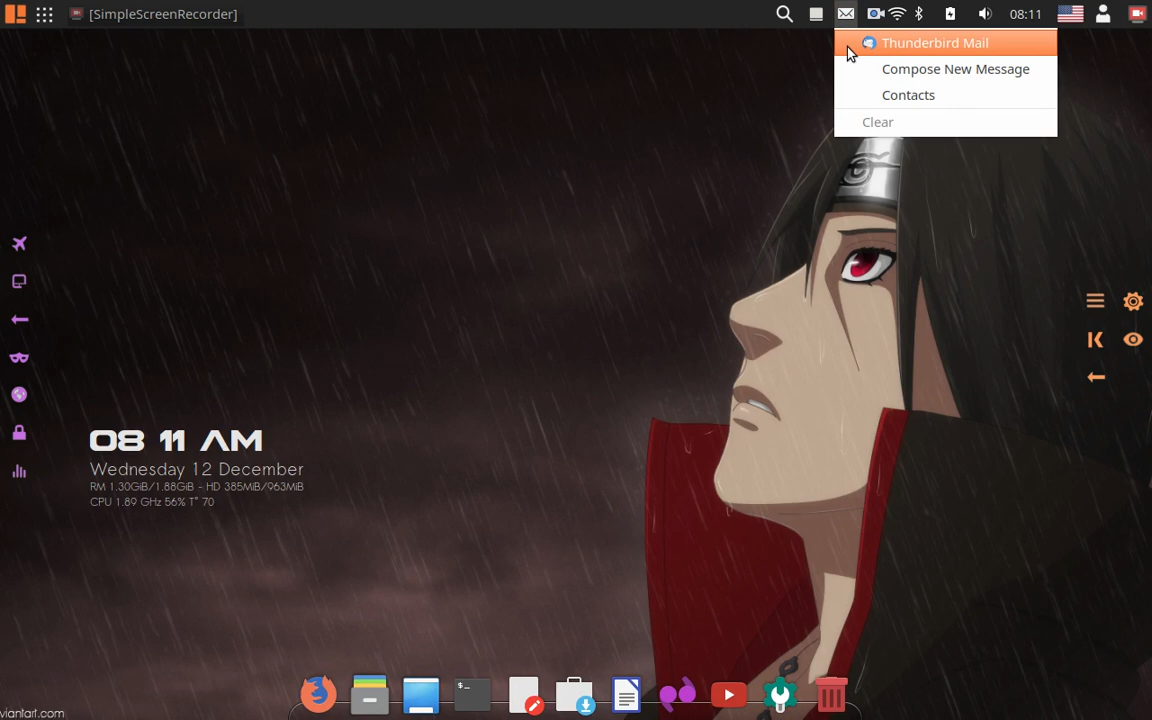 [SimpleScreenRecorder]
08:11
Thunderbird Mail
Compose New Message
Contacts
Clear
08 11 AM
Wednesday 12 December
RM 1.30GiB/1.88GiB - HD 385MiB/963MiB
CPU 1.89 GHz 56% T° 70
$_
viantart.com